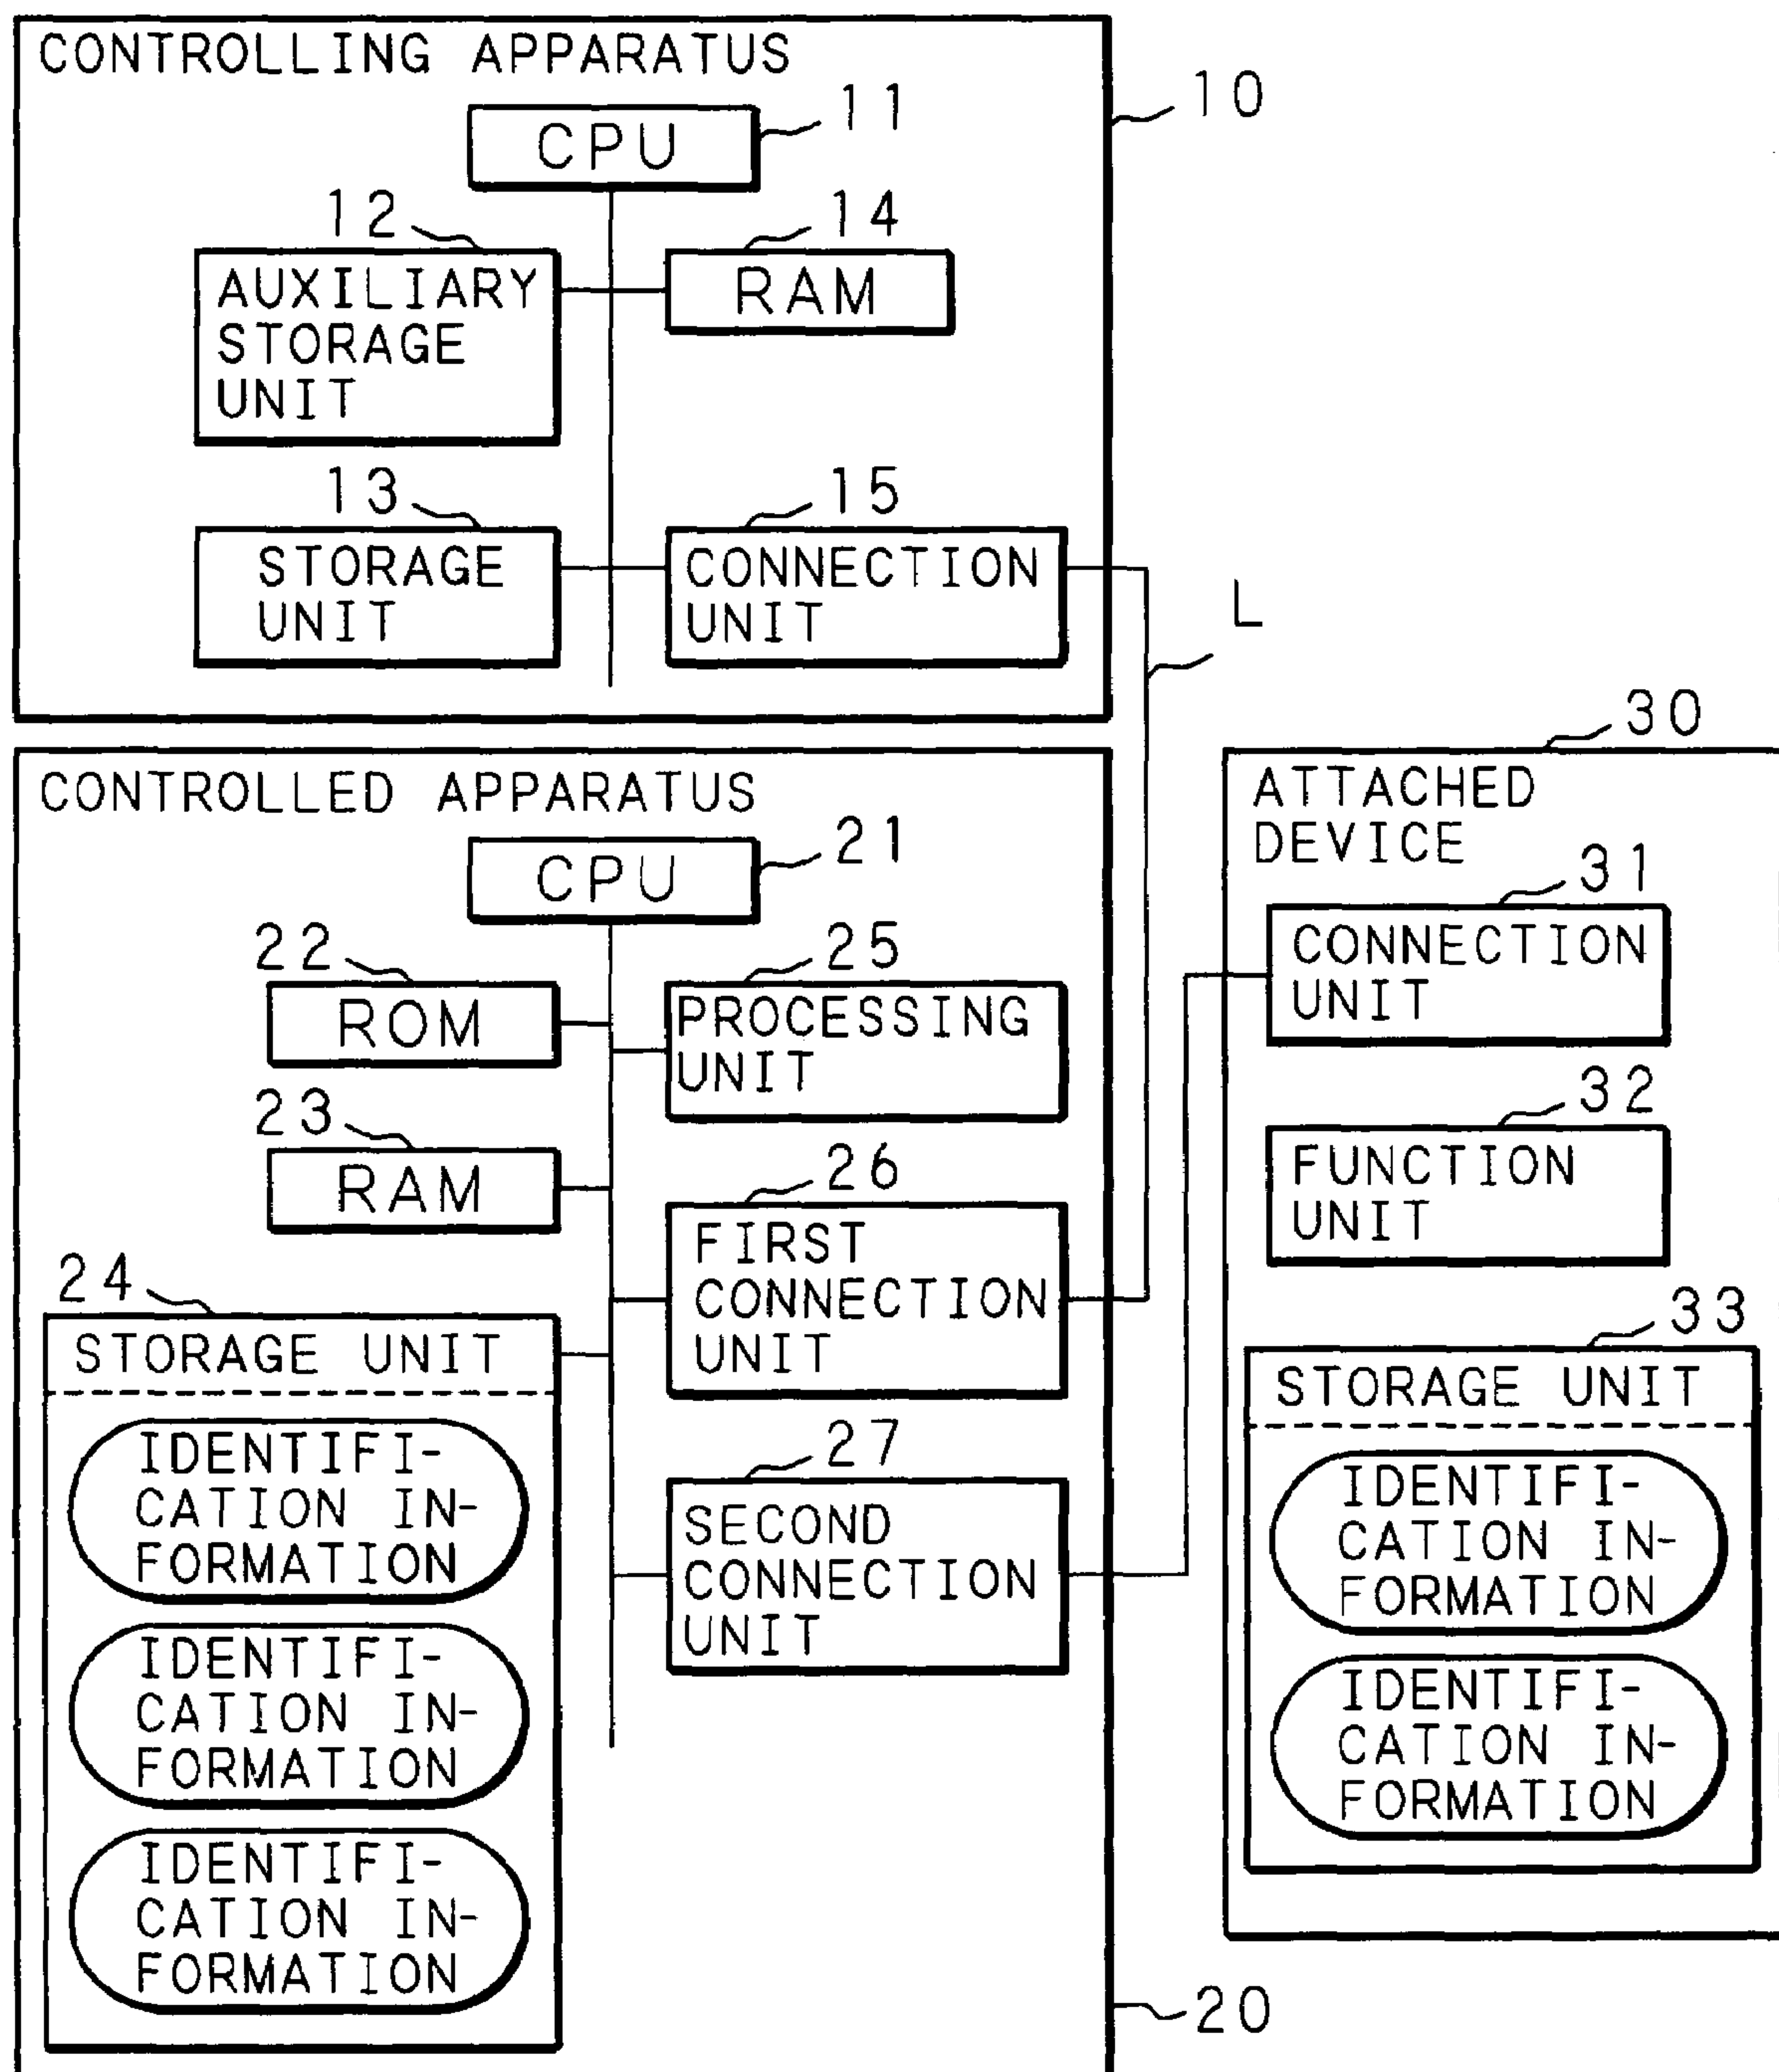 CONTROLLING APPARATUS
10
11
CPU
12
14
AUXILIARY
STORAGE
UNIT
RAM
13
15
STORAGE
UNIT
CONNECTION
UNIT
L
CONTROLLED APPARATUS
21
CPU
22
25
ROM
PROCESSING
UNIT
23
RAM
26
FIRST
CONNECTION
UNIT
24
STORAGE UNIT
IDENTIFI-
CATION IN-
FORMATION
IDENTIFI-
CATION IN-
FORMATION
IDENTIFI-
CATION IN-
FORMATION
27
SECOND
CONNECTION
UNIT
20
30
ATTACHED
DEVICE
31
CONNECTION
UNIT
32
FUNCTION
UNIT
33
STORAGE UNIT
IDENTIFI-
CATION IN-
FORMATION
IDENTIFI-
CATION IN-
FORMATION